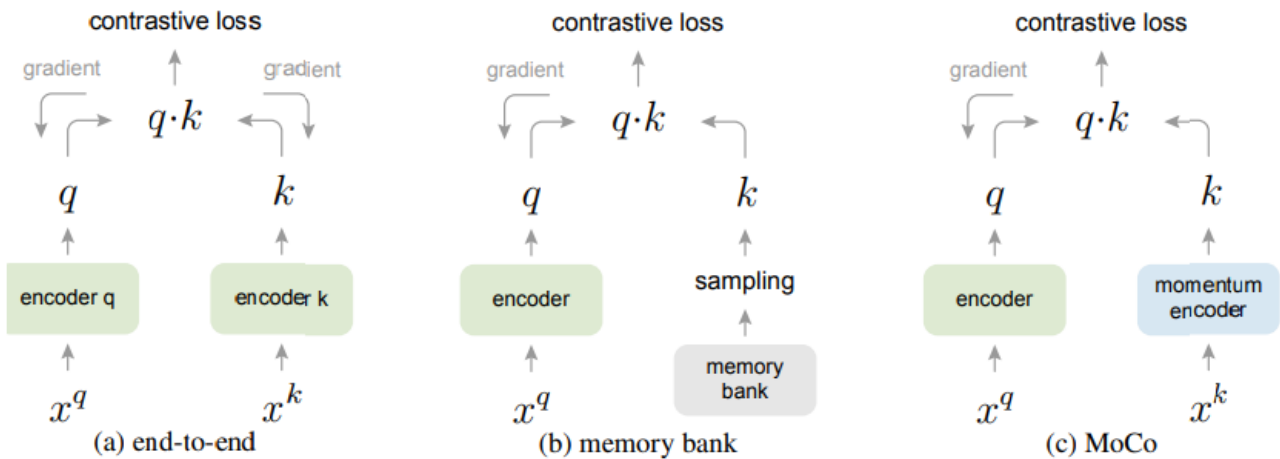 contrastive loss
gradient
gradient
q·k
q
k
encoder q
encoder k
x^q
x^k
(a) end-to-end
contrastive loss
gradient
q·k
q
k
encoder
sampling
memory
bank
x^q
(b) memory bank
contrastive loss
gradient
q·k
q
k
encoder
momentum
encoder
x^q
x^k
(c) MoCo